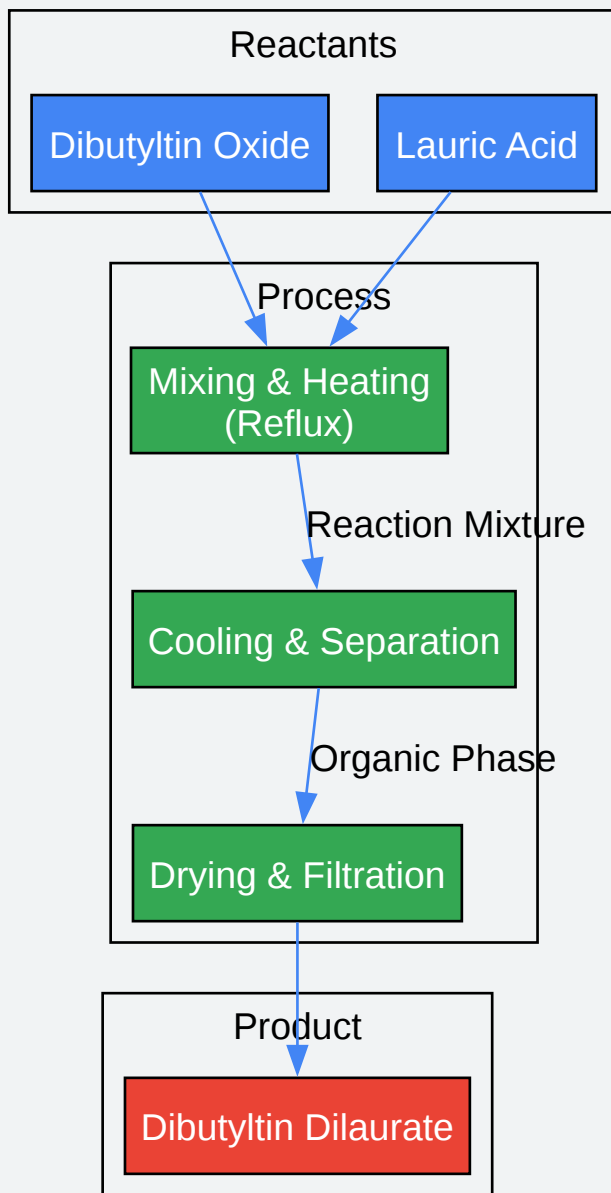 Reactants
Dibutyltin Oxide
Lauric Acid
Process
Mixing & Heating
(Reflux)
Reaction Mixture
Cooling & Separation
Organic Phase
Drying & Filtration
Product
Dibutyltin Dilaurate